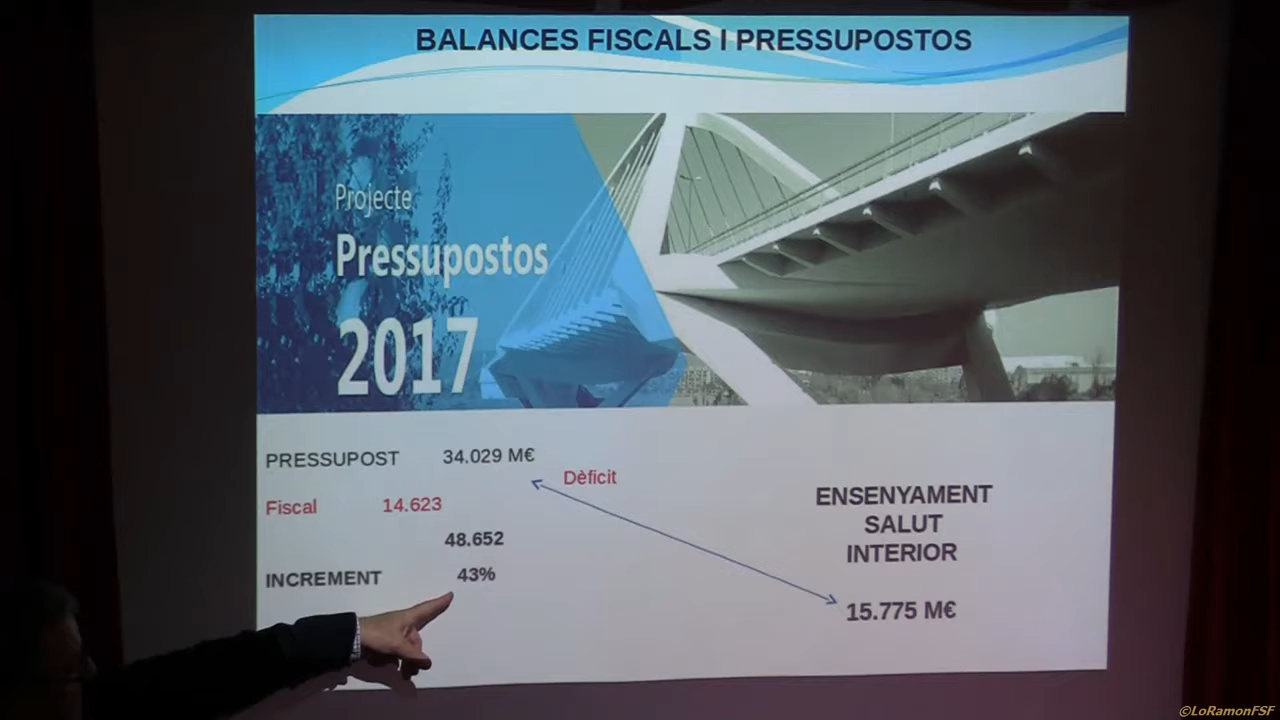 BALANCES FISCALS I PRESSUPOSTOS
Projecte
Pressupostos
2017
PRESSUPOST 34.029 M€
Dèficit
Fiscal 14.623
48.652
INCREMENT 43%
ENSENYAMENT
SALUT
INTERIOR
15.775 M€
©LoRamonFSF